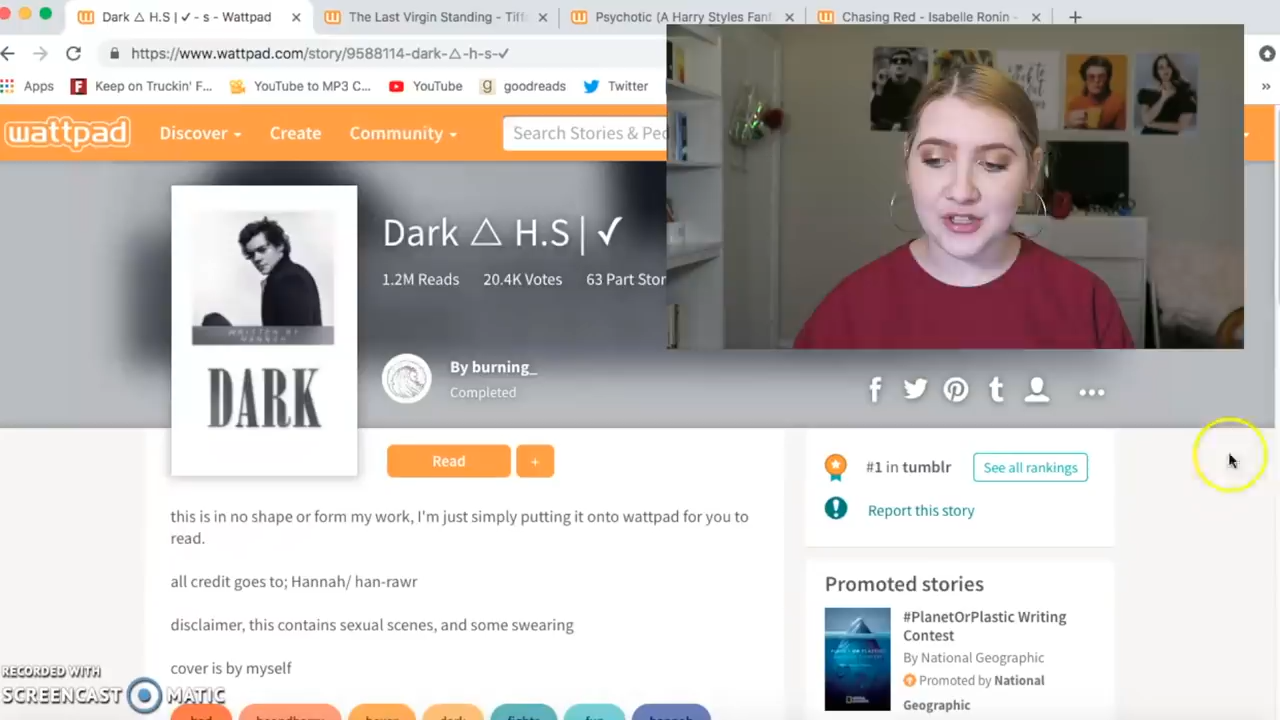 Dark △ H.S | ✓ - s - Wattpad
The Last Virgin Standing - Tiff
Psychotic (A Harry Styles Fanf
Chasing Red - Isabelle Ronin -
https://www.wattpad.com/story/9588114-dark-△-h-s-✓
Apps
Keep on Truckin' F...
YouTube to MP3 C...
YouTube
goodreads
Twitter
wattpad
Discover
Create
Community
Search Stories & Peo
Dark △ H.S | ✓
1.2M Reads
20.4K Votes
63 Part Stor
WRITTEN BY
HANNAH
DARK
By burning_
Completed
Read
+
#1 in tumblr
See all rankings
Report this story
this is in no shape or form my work, I'm just simply putting it onto wattpad for you to
read.
all credit goes to; Hannah/ han-rawr
disclaimer, this contains sexual scenes, and some swearing
cover is by myself
Promoted stories
#PlanetOrPlastic Writing
Contest
By National Geographic
Promoted by National
Geographic
RECORDED WITH
SCREENCAST MATIC